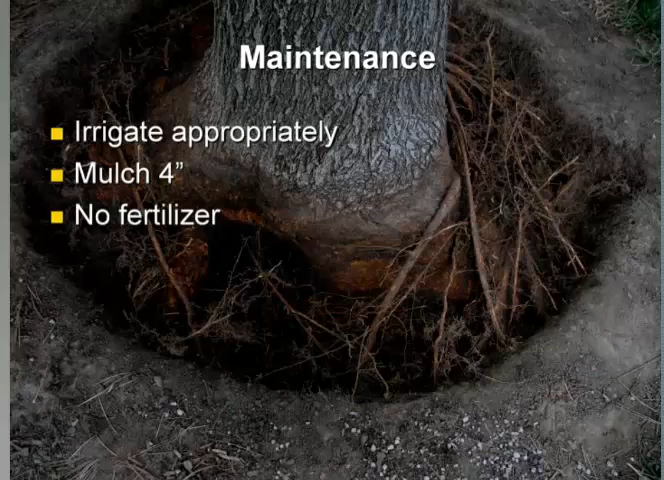 Maintenance
Irrigate appropriately
Mulch 4”
No fertilizer